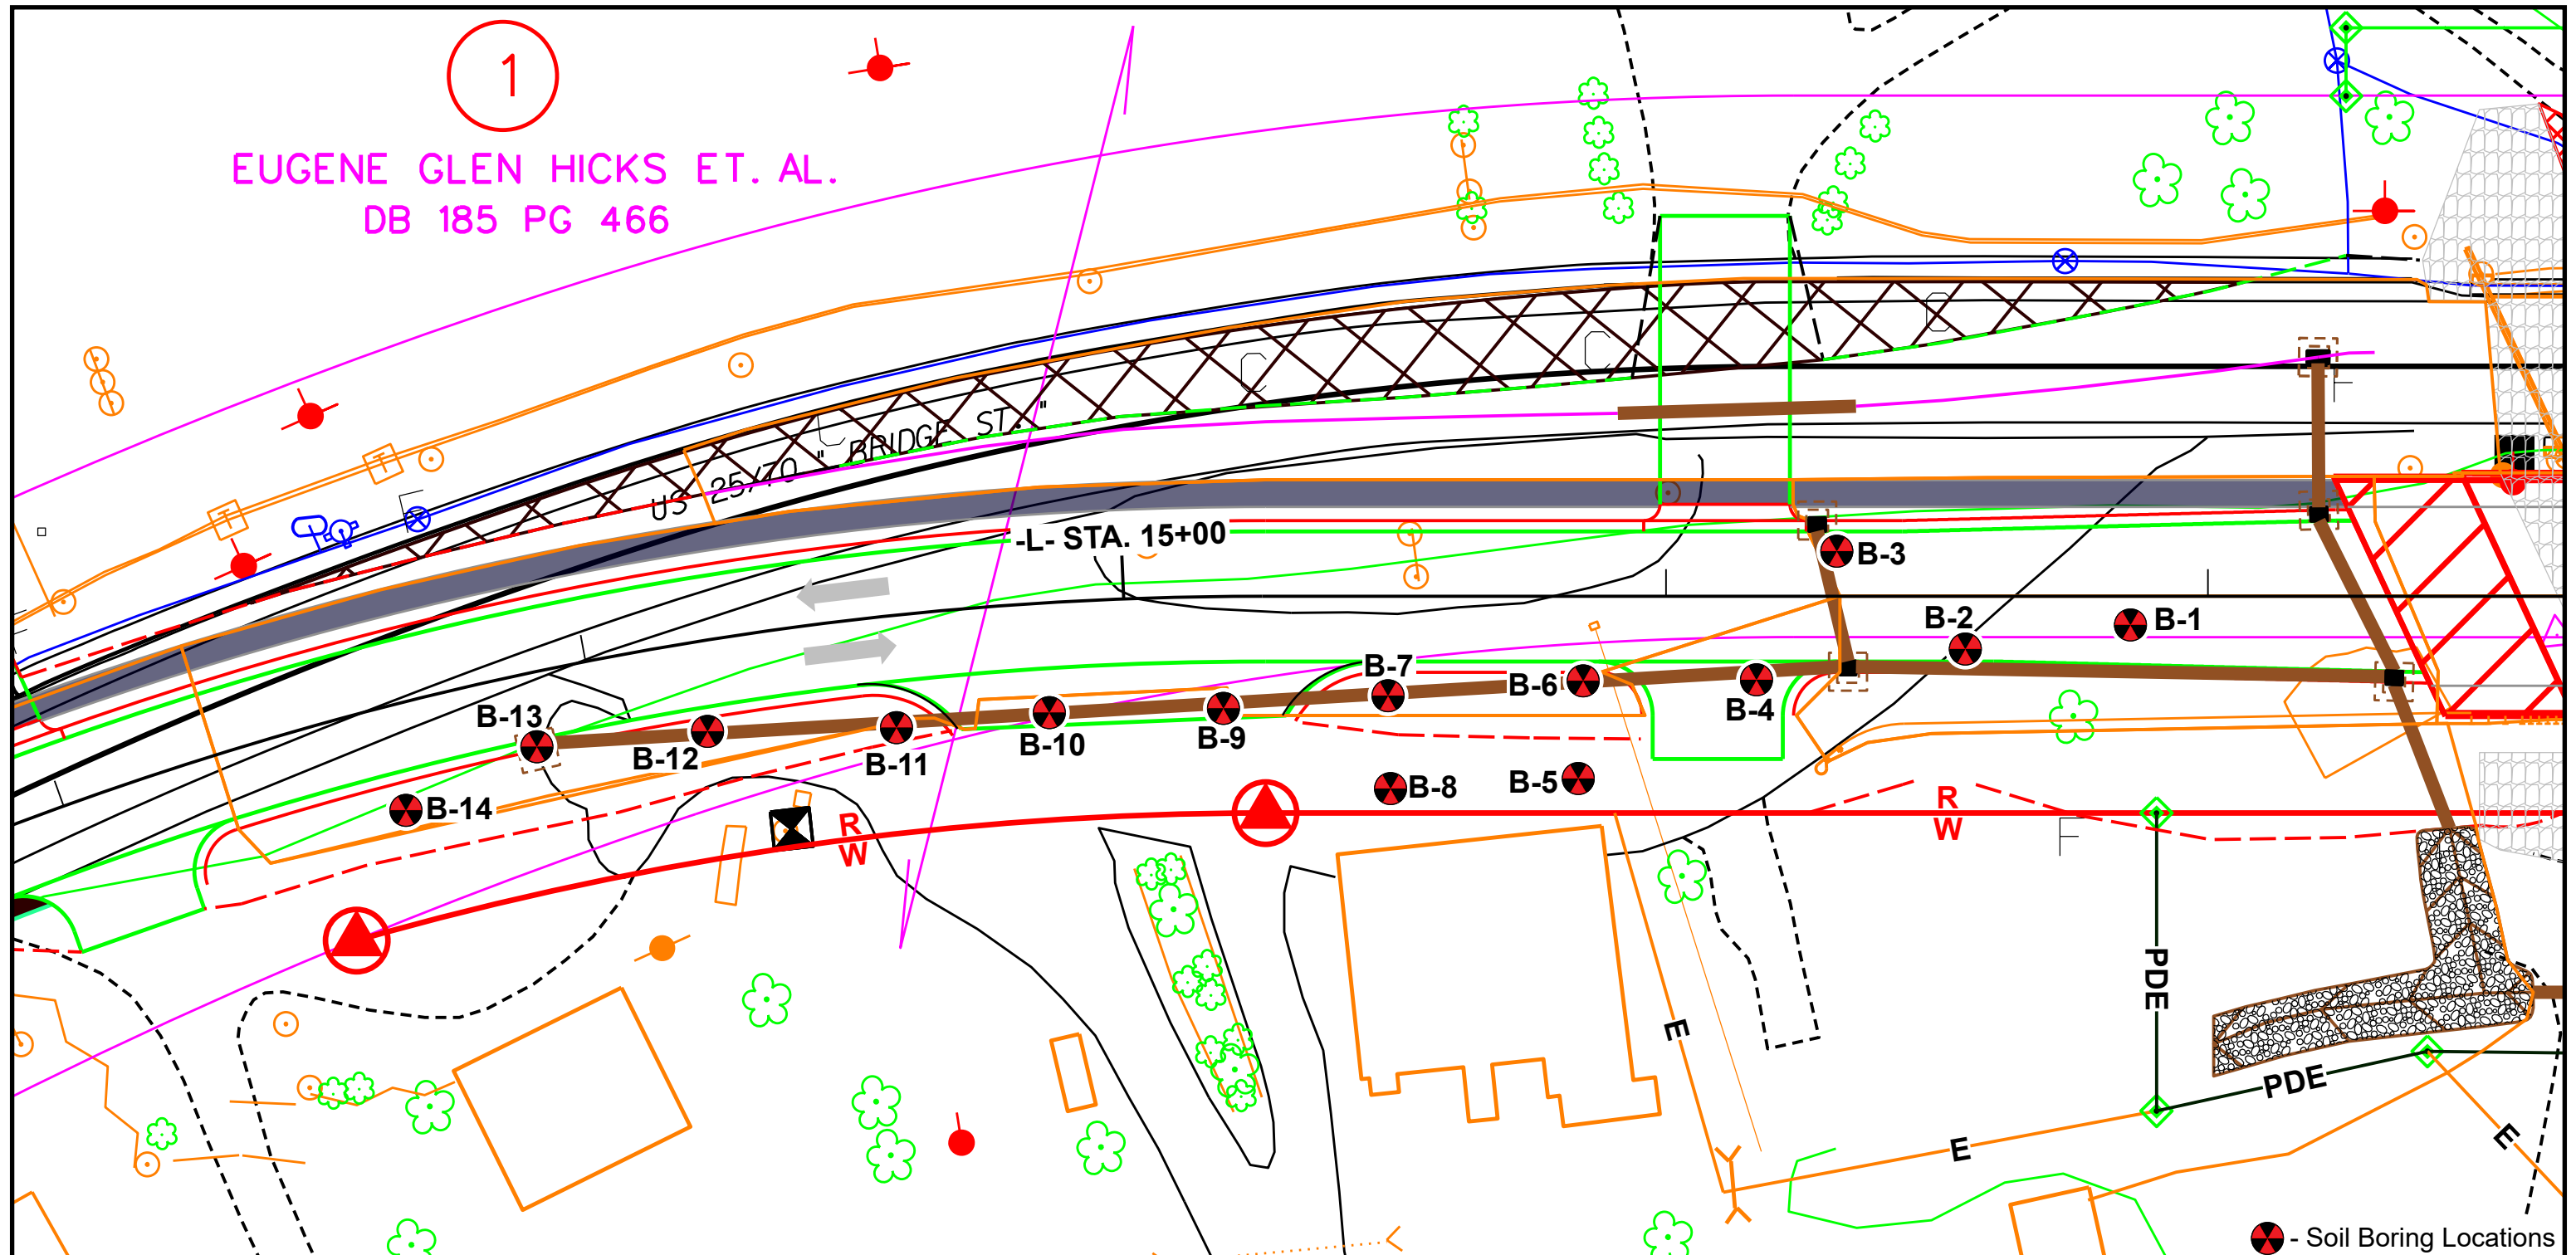 1
EUGENE GLEN HICKS ET. AL.
DB 185 PG 466
C
C
C
C
F
F
T
T
US 25/70 " BRIDGE ST. "
-L- STA. 15+00
B-3
B-2
B-1
B-7
B-6
B-4
B-13
B-12
B-11
B-10
B-9
B-14
B-8
B-5
R
W
R
W
F
PDE
PDE
E
E
E
- Soil Boring Locations